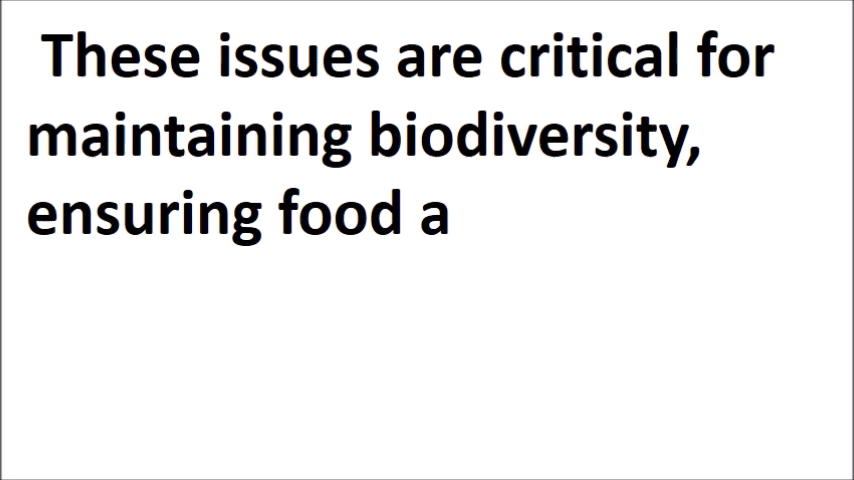 These issues are critical for
maintaining biodiversity,
ensuring food a